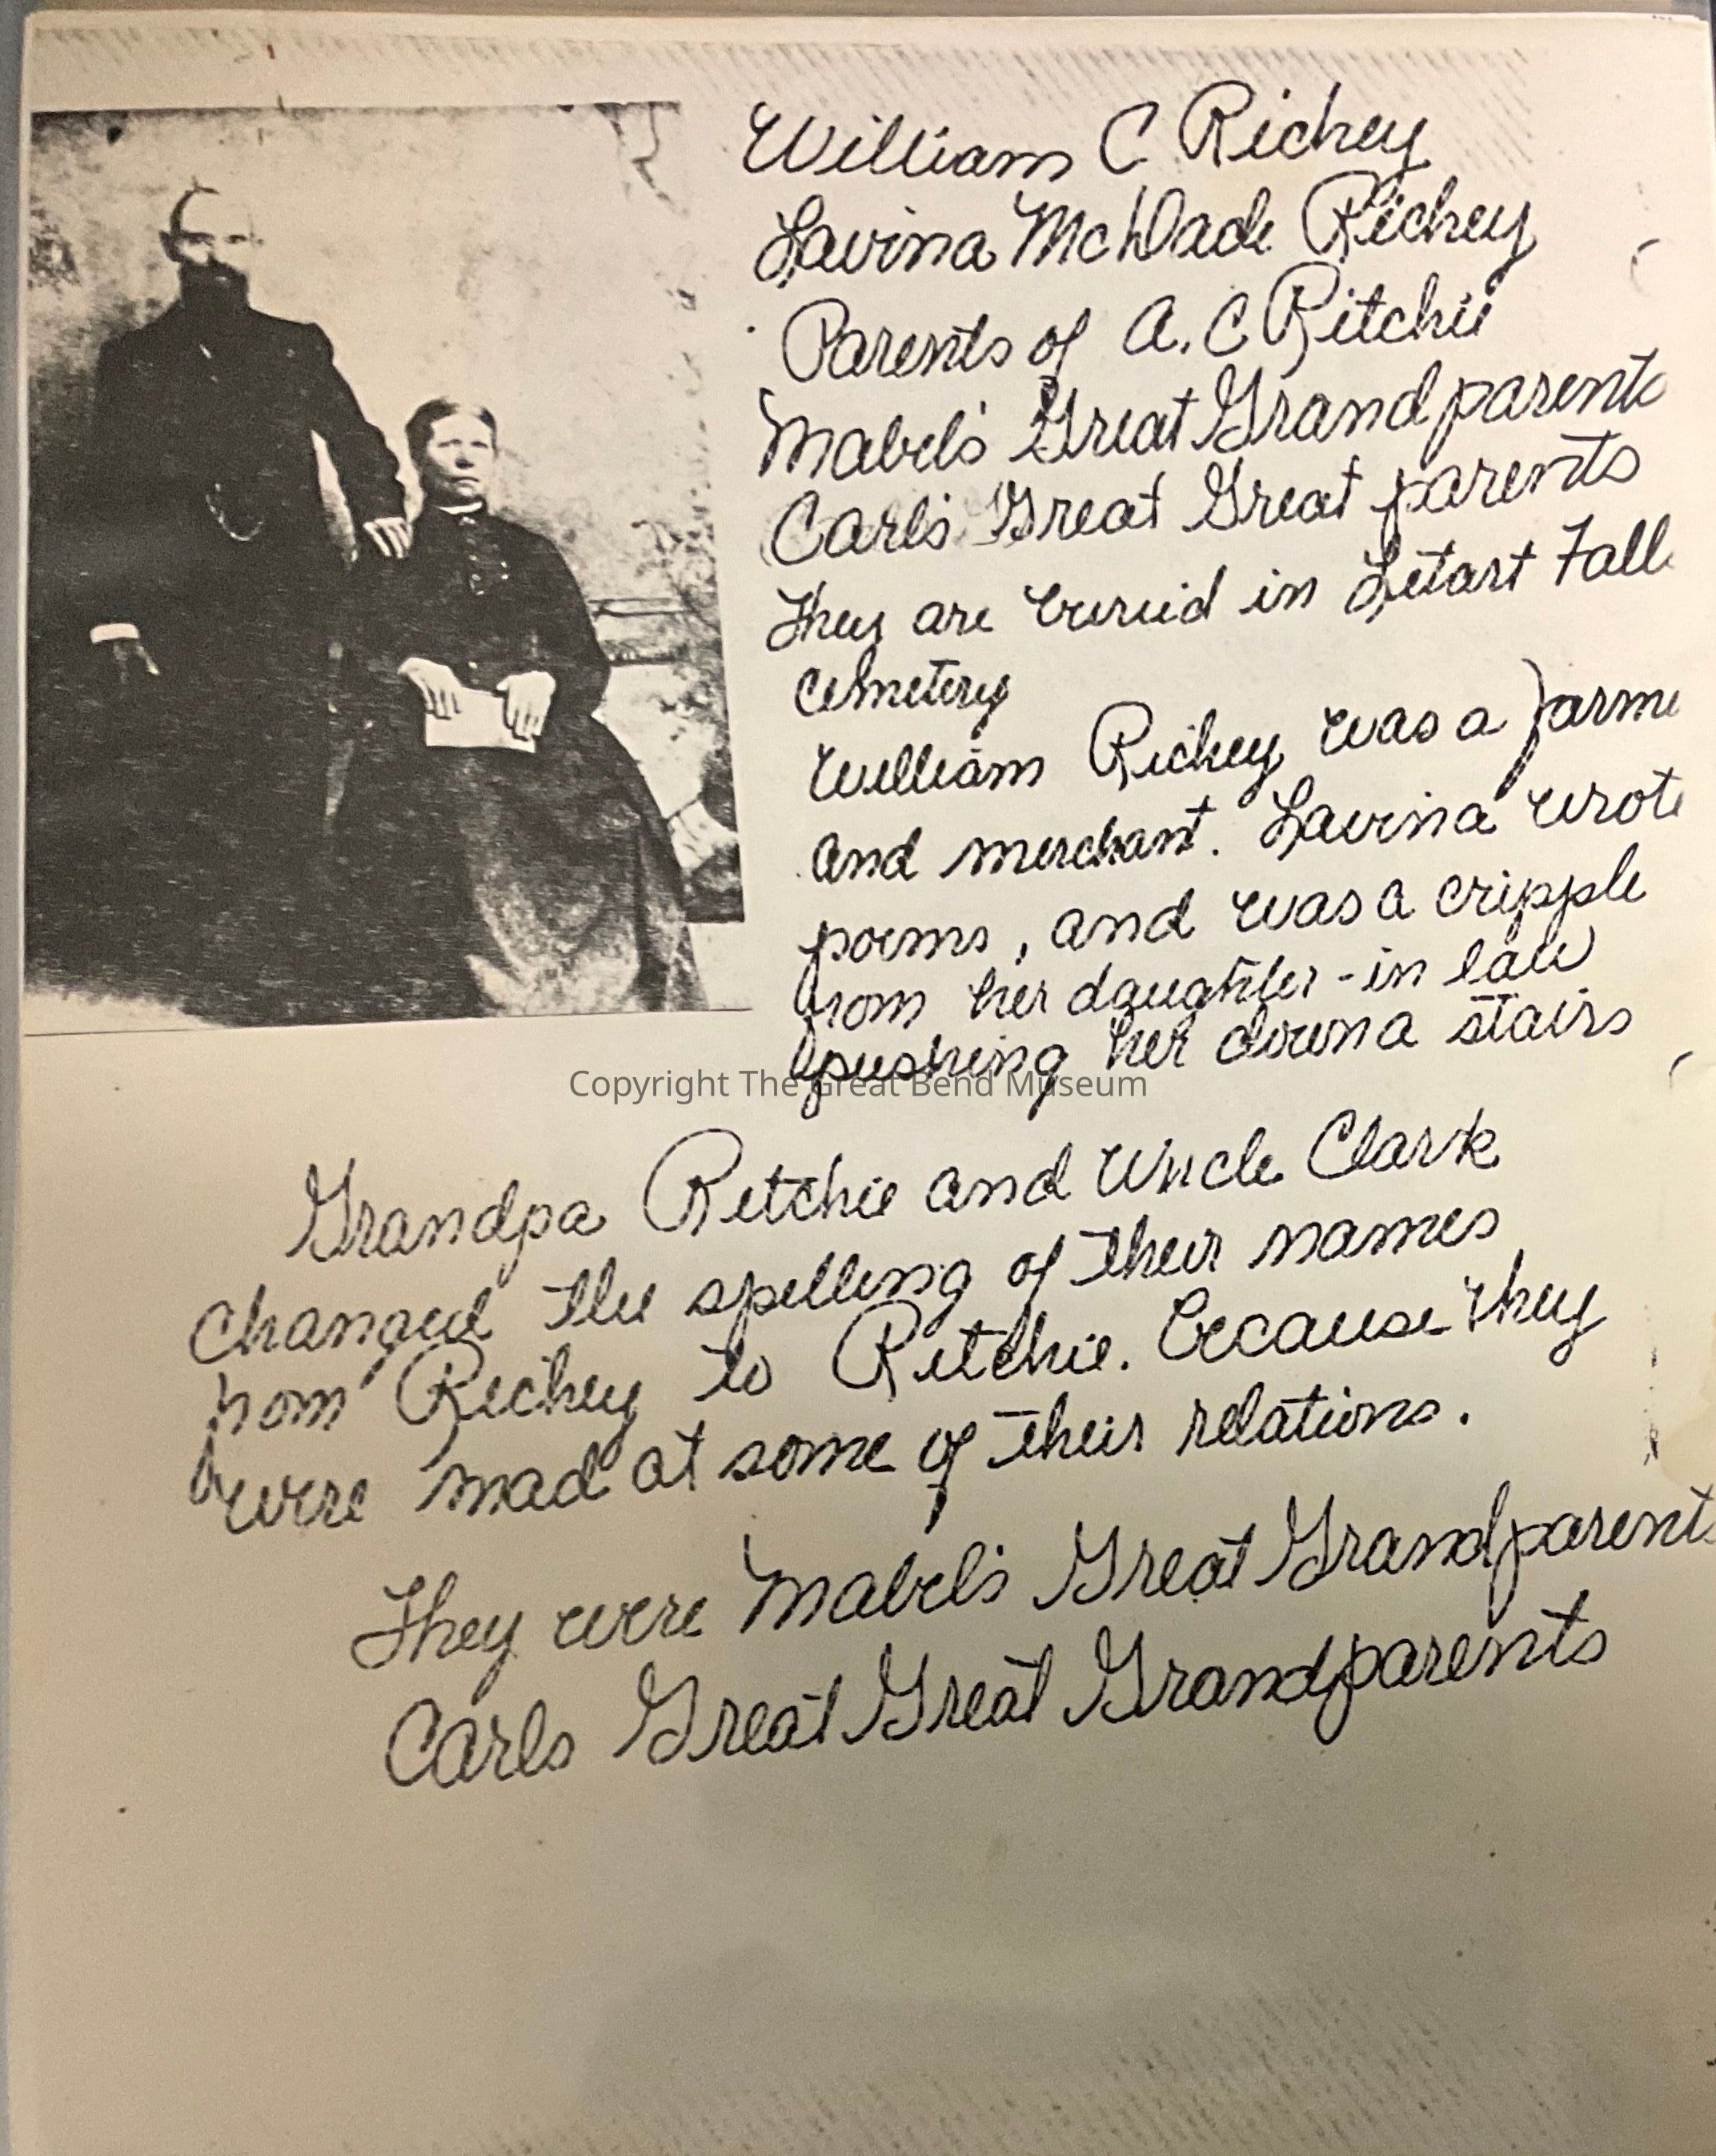 William C Richey
Lavina McDade Richey
Parents of A. C Ritchie
Mabel's Great Grandparents
Carl's Great Great parents
They are buried in Letart Fall
Cemetery
William Richey was a farme
and merchant. Lavina wrote
poems, and was a cripple
from her daughter-in law
pushing her down a stairs
Copyright The Great Bend Museum
Grandpa Ritchie and Uncle Clark
changed the spelling of their names
from Richey to Ritchie. because they
were mad at some of their relations.
They were Mabel's Great Grandparents
Carls Great Great Grandparents